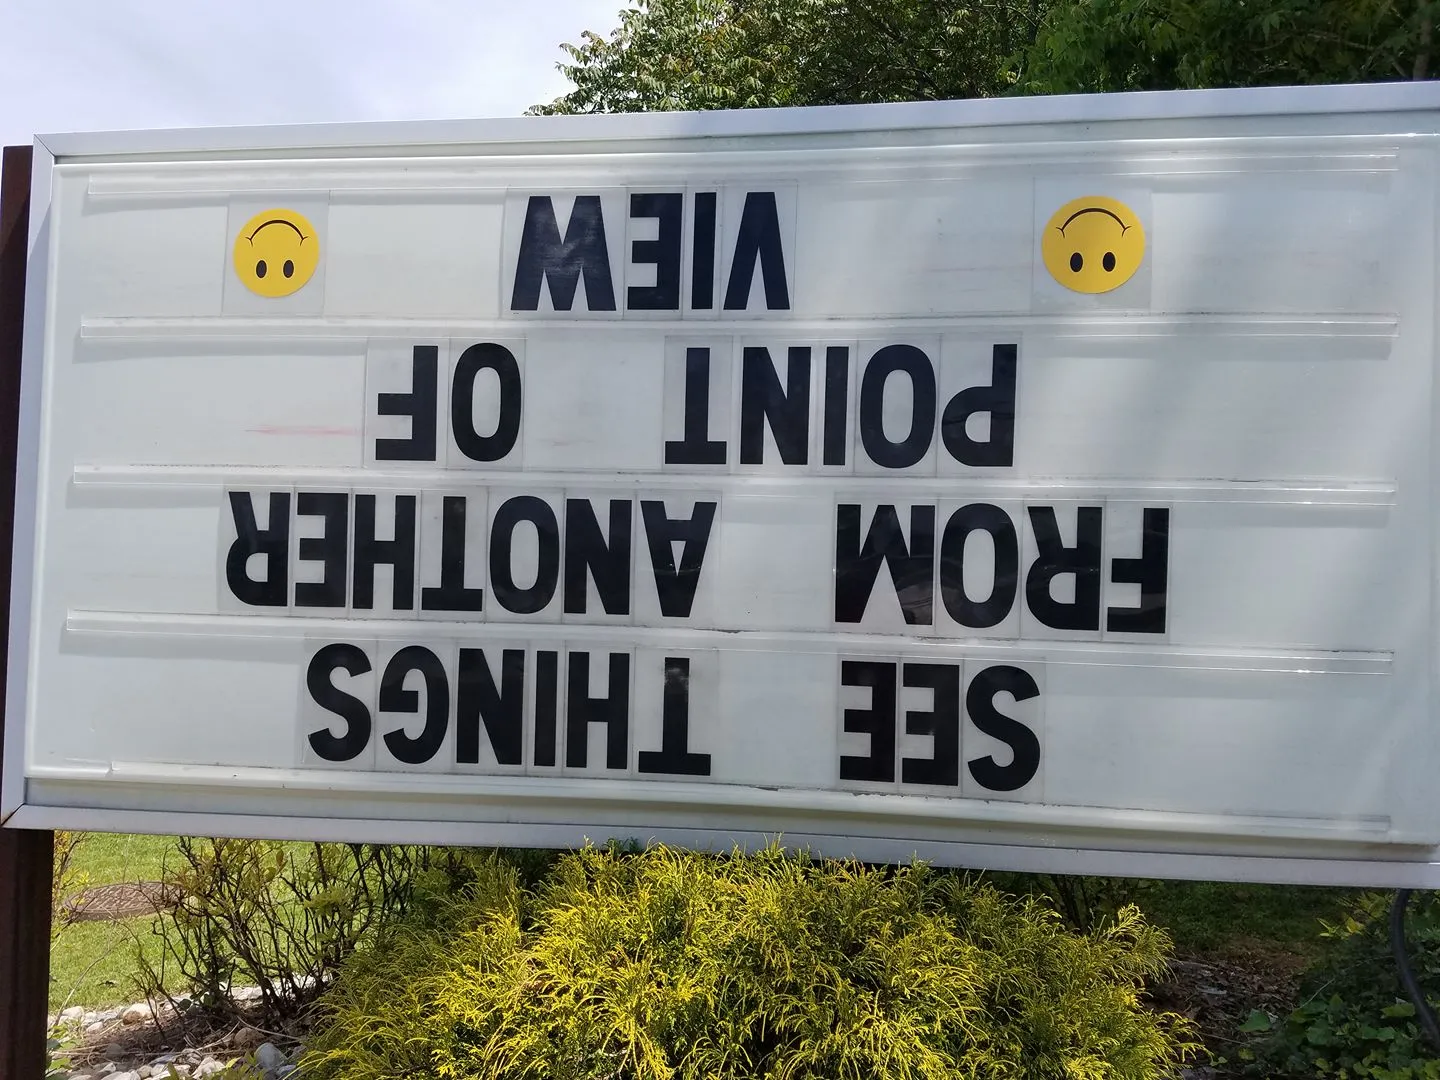 SEE THINGS
FROM ANOTHER
POINT OF
VIEW